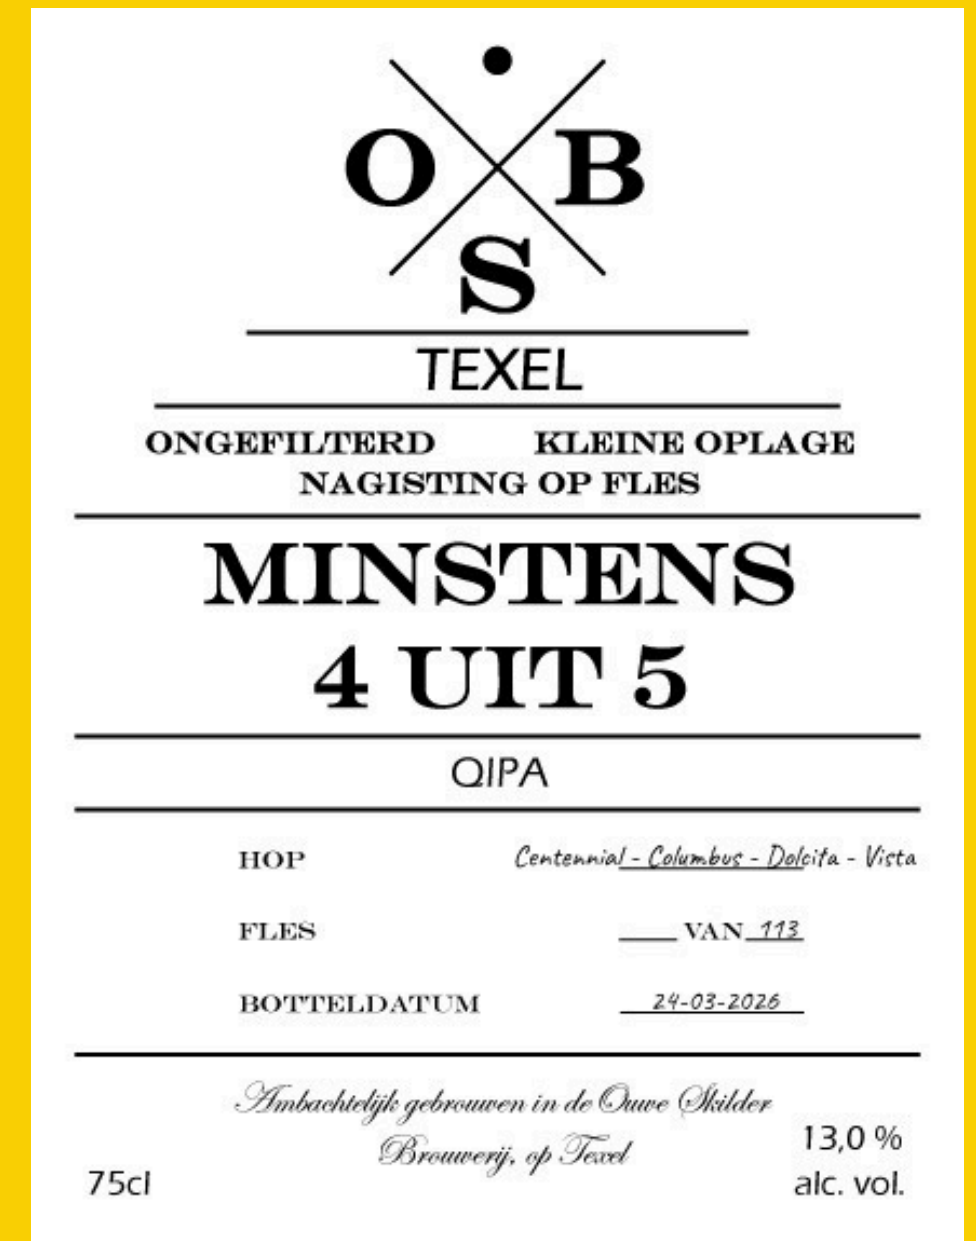 O B
S
TEXEL
ONGEFILTERD KLEINE OPLAGE
NAGISTING OP FLES
MINSTENS
4 UIT 5
QIPA
HOP Centennial - Columbus - Dolcita - Vista
FLES ____ VAN 113
BOTTELDATUM 24-03-2026
Ambachtelijk gebrouwen in de Ouwe Skilder
Brouwerij, op Texel
13,0 %
75cl alc. vol.